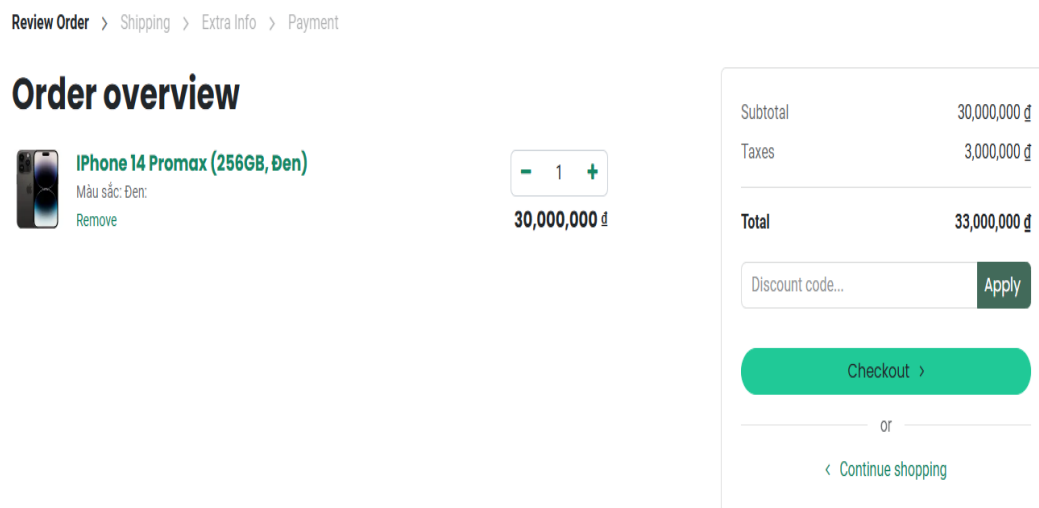 Review Order > Shipping > Extra Info > Payment
Order overview
IPhone 14 Promax (256GB, Đen)
Màu sắc: Đen:
Remove
- 1 +
30,000,000 ₫
Subtotal 30,000,000 ₫
Taxes 3,000,000 ₫
Total 33,000,000 ₫
Discount code... Apply
Checkout >
or
< Continue shopping